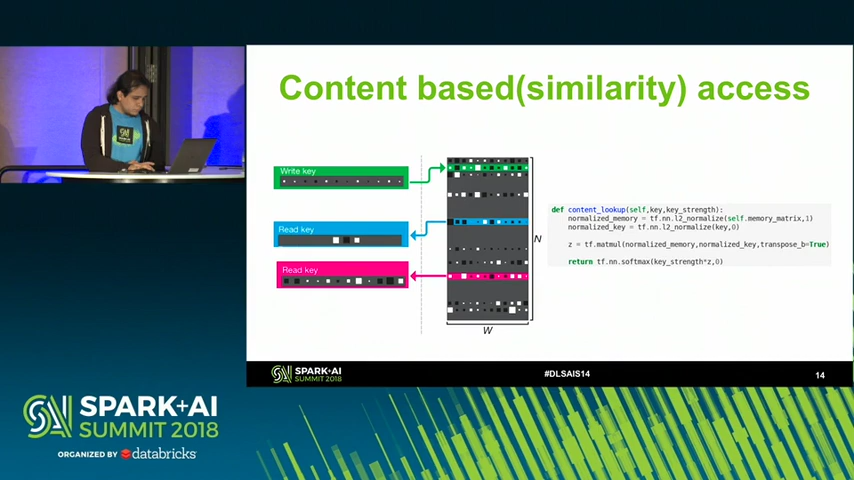 Content based(similarity) access
Write key
Read key
Read key
N
W
def content_lookup(self,key,key_strength):
normalized_memory = tf.nn.l2_normalize(self.memory_matrix,1)
normalized_key = tf.nn.l2_normalize(key,0)
z = tf.matmul(normalized_memory,normalized_key,transpose_b=True)
return tf.nn.softmax(key_strength*z,0)
SPARK+AI
SUMMIT 2018
#DLSAIS14
14
SPARK+AI
SUMMIT 2018
ORGANIZED BY databricks